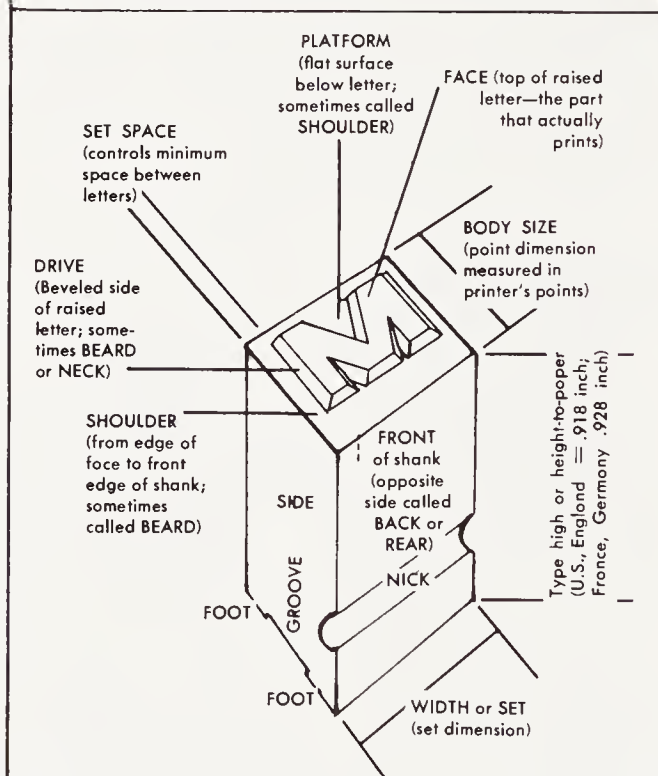 PLATFORM
(flat surface
below letter;
sometimes called
SHOULDER)
FACE (top of raised
letter—the part
that actually
prints)
SET SPACE
(controls minimum
space between
letters)
BODY SIZE
(point dimension
measured in
printer's points)
DRIVE
(Beveled side
of raised
letter; some-
times BEARD
or NECK)
SHOULDER
(from edge of
foce to front
edge of shank;
sometimes
called BEARD)
FRONT
of shank
(opposite
side called
BACK or
REAR)
SIDE
GROOVE
NICK
FOOT
FOOT
Type high or height-to-poper
(U.S., England = .918 inch;
Fronce, Germany .928 inch)
WIDTH or SET
(set dimension)
M